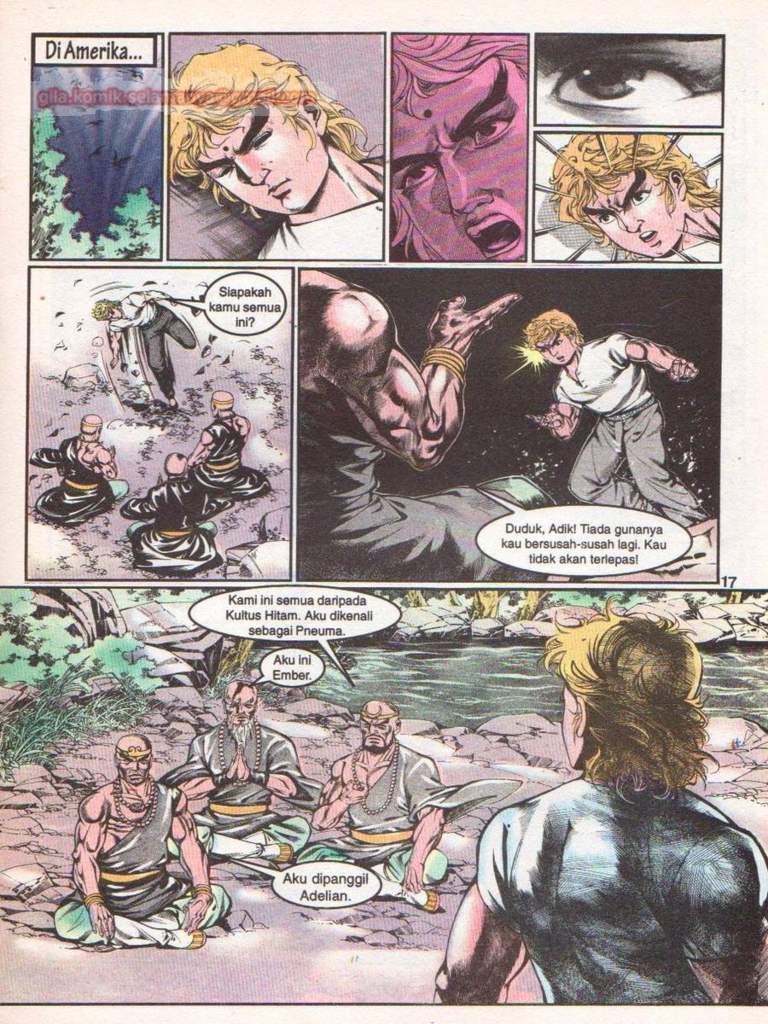 Di Amerika...
Siapakah
kamu semua
ini?
Duduk, Adik! Tiada gunanya
kau bersusah-susah lagi. Kau
tidak akan terlepas!
17
Kami ini semua daripada
Kultus Hitam. Aku dikenali
sebagai Pneuma.
Aku ini
Ember.
Aku dipanggil
Adelian.